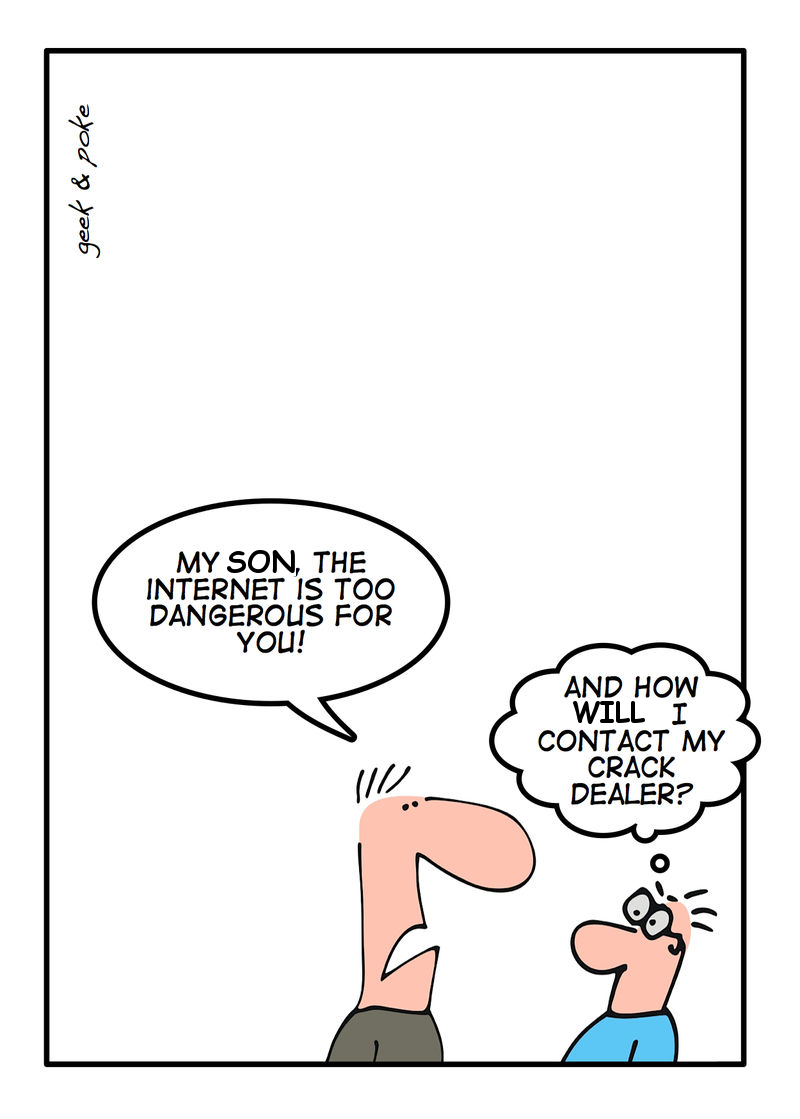 geek & poke
MY SON, THE
INTERNET IS TOO
DANGEROUS FOR
YOU!
AND HOW
WILL I
CONTACT MY
CRACK
DEALER?